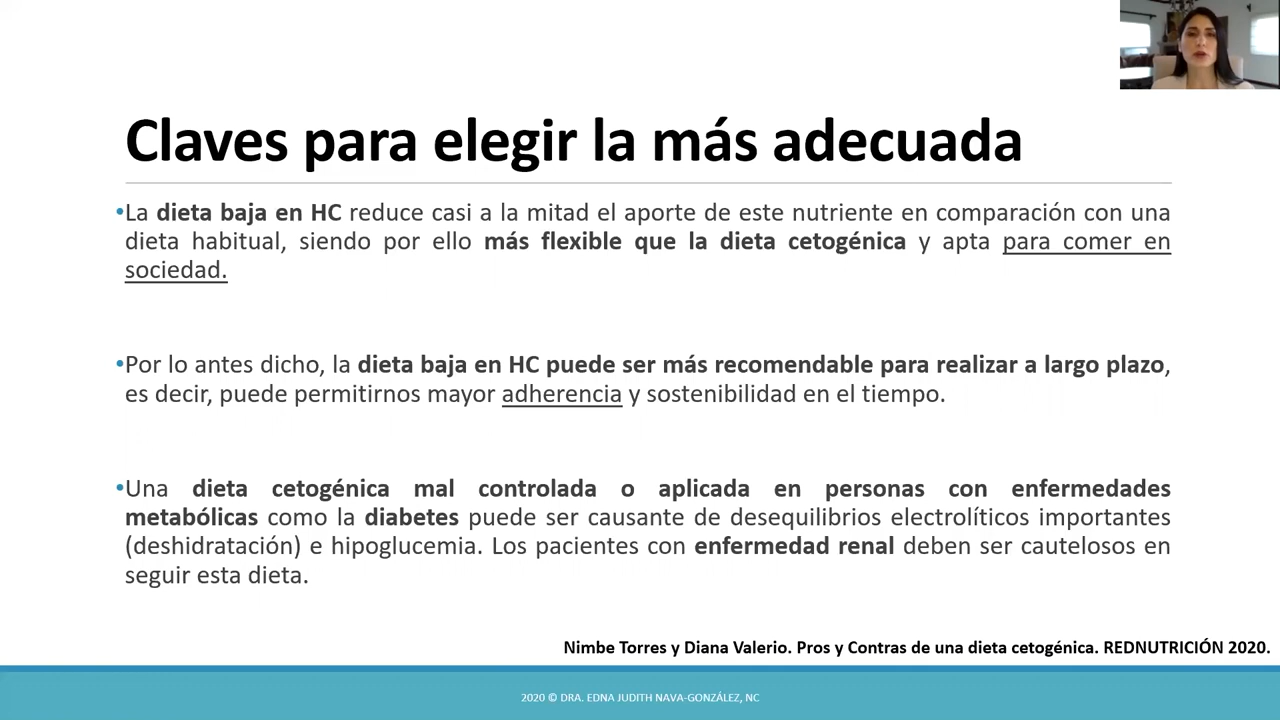 Claves para elegir la más adecuada
•La dieta baja en HC reduce casi a la mitad el aporte de este nutriente en comparación con una
dieta habitual, siendo por ello más flexible que la dieta cetogénica y apta para comer en
sociedad.
•Por lo antes dicho, la dieta baja en HC puede ser más recomendable para realizar a largo plazo,
es decir, puede permitirnos mayor adherencia y sostenibilidad en el tiempo.
•Una dieta cetogénica mal controlada o aplicada en personas con enfermedades
metabólicas como la diabetes puede ser causante de desequilibrios electrolíticos importantes
(deshidratación) e hipoglucemia. Los pacientes con enfermedad renal deben ser cautelosos en
seguir esta dieta.
Nimbe Torres y Diana Valerio. Pros y Contras de una dieta cetogénica. REDNUTRICIÓN 2020.
2020 © DRA. EDNA JUDITH NAVA-GONZÁLEZ, NC